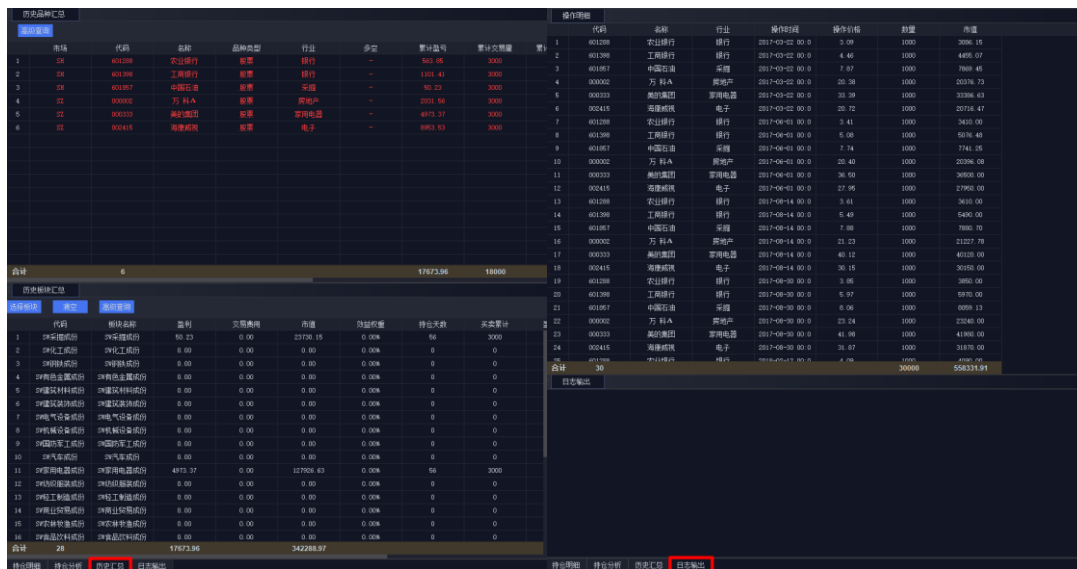 历史品种汇总
高级查询
市场 代码 名称 品种类型 行业 多空 累计盈亏 累计交易量 累计
1 SH 601288 农业银行 股票 银行 - 563.85 3000
2 SH 601398 工商银行 股票 银行 - 1101.41 3000
3 SH 601857 中国石油 股票 采掘 - 50.23 3000
4 SZ 000002 万 科A 股票 房地产 - 2031.56 3000
5 SZ 000333 美的集团 股票 家用电器 - 4973.37 3000
6 SZ 002415 海康威视 股票 电子 - 8953.53 3000
合计 6 17673.96 18000
历史板块汇总
选择板块 清空 高级查询
代码 板块名称 盈利 交易费用 市值 效益权重 持仓天数 买卖累计
1 SW采掘成份 SW采掘成份 50.23 0.00 23730.15 0.00% 56 3000
2 SW化工成份 SW化工成份 0.00 0.00 0.00 0.00% 0 0
3 SW钢铁成份 SW钢铁成份 0.00 0.00 0.00 0.00% 0 0
4 SW有色金属成份 SW有色金属成份 0.00 0.00 0.00 0.00% 0 0
5 SW建筑材料成份 SW建筑材料成份 0.00 0.00 0.00 0.00% 0 0
6 SW建筑装饰成份 SW建筑装饰成份 0.00 0.00 0.00 0.00% 0 0
7 SW电气设备成份 SW电气设备成份 0.00 0.00 0.00 0.00% 0 0
8 SW机械设备成份 SW机械设备成份 0.00 0.00 0.00 0.00% 0 0
9 SW国防军工成份 SW国防军工成份 0.00 0.00 0.00 0.00% 0 0
10 SW汽车成份 SW汽车成份 0.00 0.00 0.00 0.00% 0 0
11 SW家用电器成份 SW家用电器成份 4973.37 0.00 127926.63 0.00% 56 3000
12 SW纺织服装成份 SW纺织服装成份 0.00 0.00 0.00 0.00% 0 0
13 SW轻工制造成份 SW轻工制造成份 0.00 0.00 0.00 0.00% 0 0
14 SW商业贸易成份 SW商业贸易成份 0.00 0.00 0.00 0.00% 0 0
15 SW农林牧渔成份 SW农林牧渔成份 0.00 0.00 0.00 0.00% 0 0
16 SW食品饮料成份 SW食品饮料成份 0.00 0.00 0.00 0.00% 0 0
合计 28 17673.96 342288.97
持仓明细 持仓分析 历史汇总 日志输出
操作明细
代码 名称 行业 操作时间 操作价格 数量 市值
1 601288 农业银行 银行 2017-03-22 00:0 3.09 1000 3086.15
2 601398 工商银行 银行 2017-03-22 00:0 4.46 1000 4455.07
3 601857 中国石油 采掘 2017-03-22 00:0 7.87 1000 7869.45
4 000002 万 科A 房地产 2017-03-22 00:0 20.38 1000 20376.73
5 000333 美的集团 家用电器 2017-03-22 00:0 33.39 1000 33386.63
6 002415 海康威视 电子 2017-03-22 00:0 20.72 1000 20716.47
7 601288 农业银行 银行 2017-06-01 00:0 3.41 1000 3410.00
8 601398 工商银行 银行 2017-06-01 00:0 5.08 1000 5076.48
9 601857 中国石油 采掘 2017-06-01 00:0 7.74 1000 7741.25
10 000002 万 科A 房地产 2017-06-01 00:0 20.40 1000 20396.08
11 000333 美的集团 家用电器 2017-06-01 00:0 36.50 1000 36500.00
12 002415 海康威视 电子 2017-06-01 00:0 27.95 1000 27950.00
13 601288 农业银行 银行 2017-08-14 00:0 3.61 1000 3610.00
14 601398 工商银行 银行 2017-08-14 00:0 5.49 1000 5490.00
15 601857 中国石油 采掘 2017-08-14 00:0 7.88 1000 7880.70
16 000002 万 科A 房地产 2017-08-14 00:0 21.23 1000 21227.78
17 000333 美的集团 家用电器 2017-08-14 00:0 40.12 1000 40120.00
18 002415 海康威视 电子 2017-08-14 00:0 30.15 1000 30150.00
19 601288 农业银行 银行 2017-08-30 00:0 3.85 1000 3850.00
20 601398 工商银行 银行 2017-08-30 00:0 5.97 1000 5970.00
21 601857 中国石油 采掘 2017-08-30 00:0 8.06 1000 8059.13
22 000002 万 科A 房地产 2017-08-30 00:0 23.24 1000 23240.00
23 000333 美的集团 家用电器 2017-08-30 00:0 41.98 1000 41980.00
24 002415 海康威视 电子 2017-08-30 00:0 31.87 1000 31870.00
合计 30 30000 558331.91
日志输出
持仓明细 持仓分析 历史汇总 日志输出